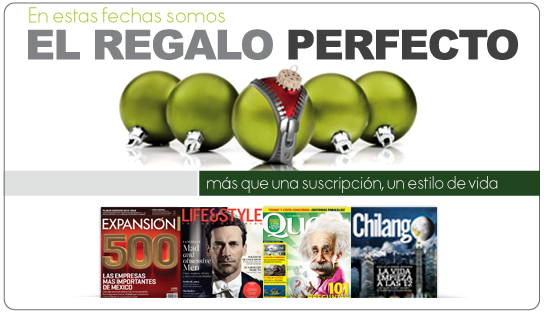 En estas fechas somos
EL REGALO PERFECTO
más que una suscripción, un estilo de vida
EXPANSIÓN
500
LAS EMPRESAS
MÁS IMPORTANTES
DE MÉXICO
LIFE&STYLE
Mad
and
obsessive
Men
Quo
101
Chilango
LA VIDA
EMPIEZA
A LAS 12